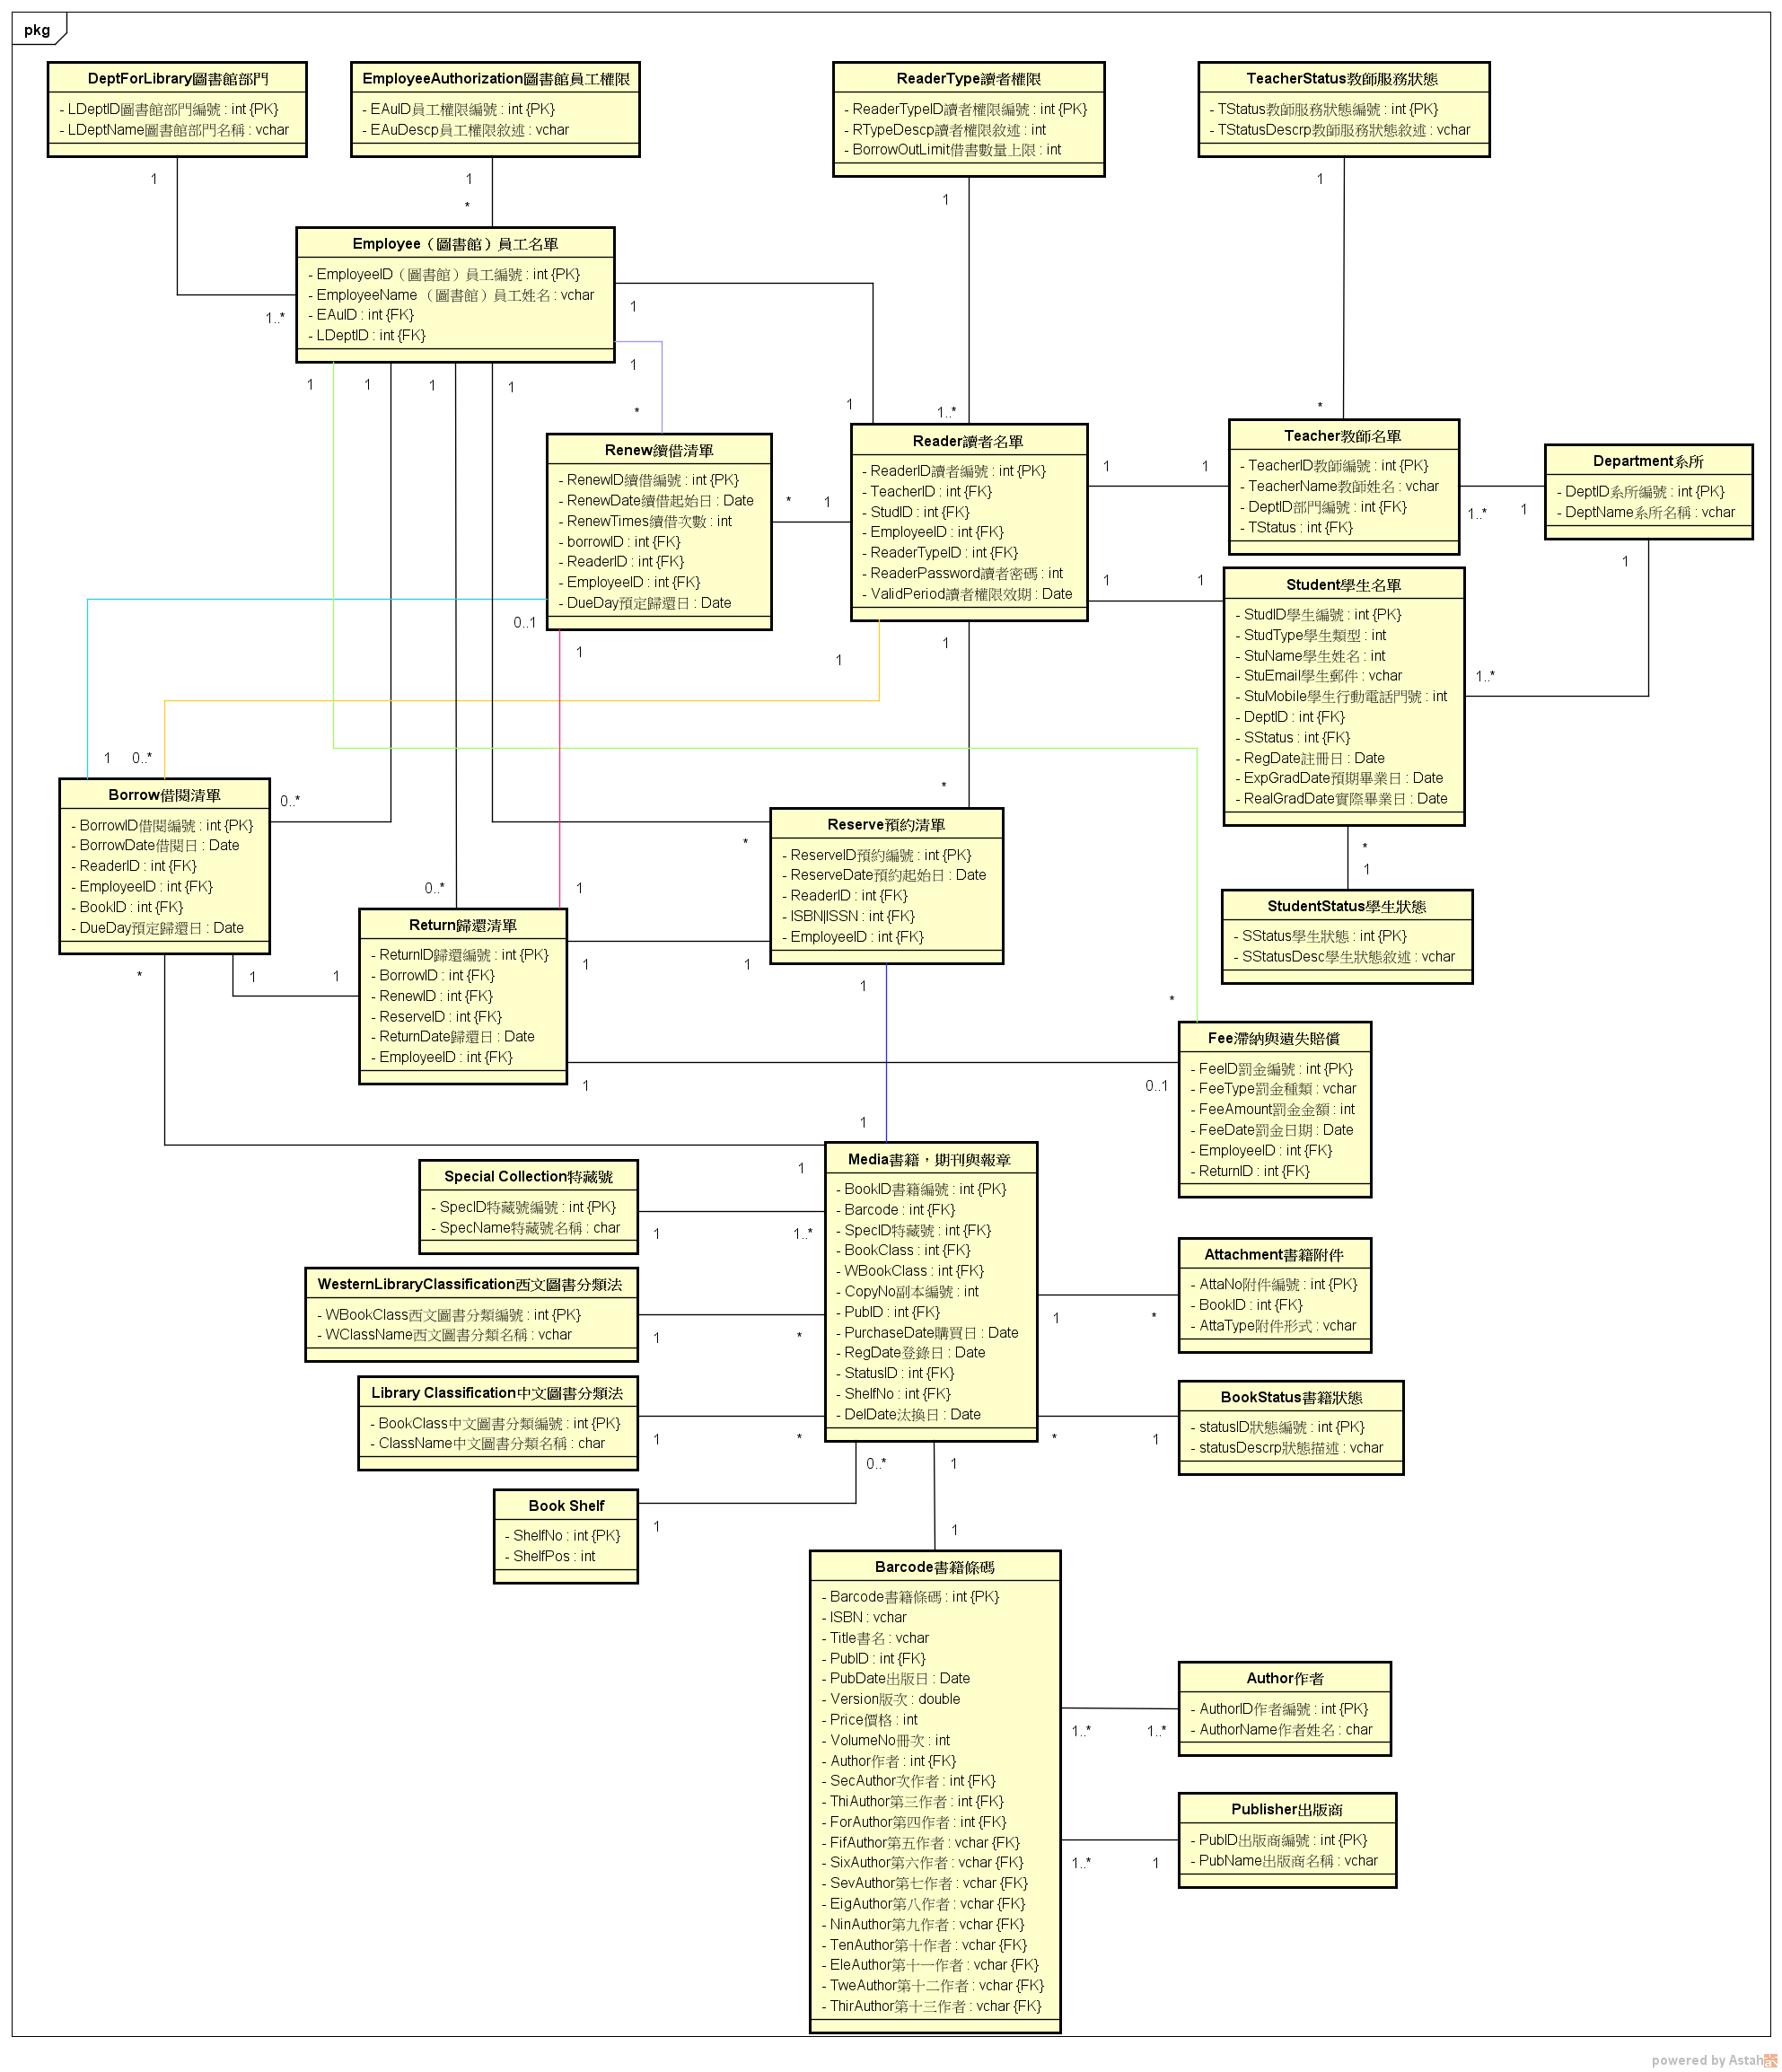 pkg
DeptForLibrary圖書館部門
- LDeptID圖書館部門編號 : int {PK}
- LDeptName圖書館部門名稱 : vchar
EmployeeAuthorization圖書館員工權限
- EAuID員工權限編號 : int {PK}
- EAuDescp員工權限敘述 : vchar
ReaderType讀者權限
- ReaderTypeID讀者權限編號 : int {PK}
- RTypeDescp讀者權限敘述 : int
- BorrowOutLimit借書數量上限 : int
TeacherStatus教師服務狀態
- TStatus教師服務狀態編號 : int {PK}
- TStatusDescrp教師服務狀態敘述 : vchar
1
1
*
1
1
Employee（圖書館）員工名單
- EmployeeID（圖書館）員工編號 : int {PK}
- EmployeeName （圖書館）員工姓名 : vchar
- EAuID : int {FK}
- LDeptID : int {FK}
1..*
1
1
1
1
1
1
*
1
1..*
*
Renew續借清單
- RenewID續借編號 : int {PK}
- RenewDate續借起始日 : Date
- RenewTimes續借次數 : int
- borrowID : int {FK}
- ReaderID : int {FK}
- EmployeeID : int {FK}
- DueDay預定歸還日 : Date
*
1
0..1
1
Reader讀者名單
- ReaderID讀者編號 : int {PK}
- TeacherID : int {FK}
- StudID : int {FK}
- EmployeeID : int {FK}
- ReaderTypeID : int {FK}
- ReaderPassword讀者密碼 : int
- ValidPeriod讀者權限效期 : Date
1
1
1
1
1
1
Teacher教師名單
- TeacherID教師編號 : int {PK}
- TeacherName教師姓名 : vchar
- DeptID部門編號 : int {FK}
- TStatus : int {FK}
1..*
1
Department系所
- DeptID系所編號 : int {PK}
- DeptName系所名稱 : vchar
1
Student學生名單
- StudID學生編號 : int {PK}
- StudType學生類型 : int
- StuName學生姓名 : int
- StuEmail學生郵件 : vchar
- StuMobile學生行動電話門號 : int
- DeptID : int {FK}
- SStatus : int {FK}
- RegDate註冊日 : Date
- ExpGradDate預期畢業日 : Date
- RealGradDate實際畢業日 : Date
1..*
*
1
StudentStatus學生狀態
- SStatus學生狀態 : int {PK}
- SStatusDesc學生狀態敘述 : vchar
1
0..*
0..*
Borrow借閱清單
- BorrowID借閱編號 : int {PK}
- BorrowDate借閱日 : Date
- ReaderID : int {FK}
- EmployeeID : int {FK}
- BookID : int {FK}
- DueDay預定歸還日 : Date
*
1
1
0..*
1
Return歸還清單
- ReturnID歸還編號 : int {PK}
- BorrowID : int {FK}
- RenewID : int {FK}
- ReserveID : int {FK}
- ReturnDate歸還日 : Date
- EmployeeID : int {FK}
1
1
1
0..1
*
*
Reserve預約清單
- ReserveID預約編號 : int {PK}
- ReserveDate預約起始日 : Date
- ReaderID : int {FK}
- ISBN|ISSN : int {FK}
- EmployeeID : int {FK}
1
1
*
Fee滯納與遺失賠償
- FeeID罰金編號 : int {PK}
- FeeType罰金種類 : vchar
- FeeAmount罰金金額 : int
- FeeDate罰金日期 : Date
- EmployeeID : int {FK}
- ReturnID : int {FK}
Special Collection特藏號
- SpecID特藏號編號 : int {PK}
- SpecName特藏號名稱 : char
1
1
1..*
Media書籍，期刊與報章
- BookID書籍編號 : int {PK}
- Barcode : int {FK}
- SpecID特藏號 : int {FK}
- BookClass : int {FK}
- WBookClass : int {FK}
- CopyNo副本編號 : int
- PubID : int {FK}
- PurchaseDate購買日 : Date
- RegDate登錄日 : Date
- StatusID : int {FK}
- ShelfNo : int {FK}
- DelDate汰換日 : Date
WesternLibraryClassification西文圖書分類法
- WBookClass西文圖書分類編號 : int {PK}
- WClassName西文圖書分類名稱 : vchar
1
*
Library Classification中文圖書分類法
- BookClass中文圖書分類編號 : int {PK}
- ClassName中文圖書分類名稱 : char
1
*
Book Shelf
- ShelfNo : int {PK}
- ShelfPos : int
1
0..*
1
1
Attachment書籍附件
- AttaNo附件編號 : int {PK}
- BookID : int {FK}
- AttaType附件形式 : vchar
1
*
BookStatus書籍狀態
- statusID狀態編號 : int {PK}
- statusDescrp狀態描述 : vchar
*
1
Barcode書籍條碼
- Barcode書籍條碼 : int {PK}
- ISBN : vchar
- Title書名 : vchar
- PubID : int {FK}
- PubDate出版日 : Date
- Version版次 : double
- Price價格 : int
- VolumeNo冊次 : int
- Author作者 : int {FK}
- SecAuthor次作者 : int {FK}
- ThiAuthor第三作者 : int {FK}
- ForAuthor第四作者 : int {FK}
- FifAuthor第五作者 : vchar {FK}
- SixAuthor第六作者 : vchar {FK}
- SevAuthor第七作者 : vchar {FK}
- EigAuthor第八作者 : vchar {FK}
- NinAuthor第九作者 : vchar {FK}
- TenAuthor第十作者 : vchar {FK}
- EleAuthor第十一作者 : vchar {FK}
- TweAuthor第十二作者 : vchar {FK}
- ThirAuthor第十三作者 : vchar {FK}
1..*
1..*
Author作者
- AuthorID作者編號 : int {PK}
- AuthorName作者姓名 : char
1..*
1
Publisher出版商
- PubID出版商編號 : int {PK}
- PubName出版商名稱 : vchar
powered by Astah